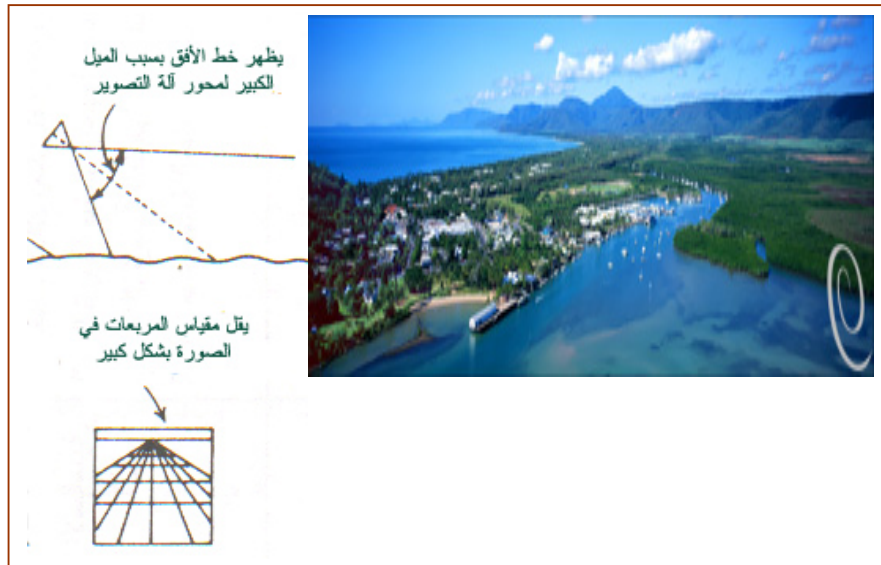 يظهر خط الأفق بسبب الميل
الكبير لمحور آلة التصوير
يقل مقياس المربعات في
الصورة بشكل كبير